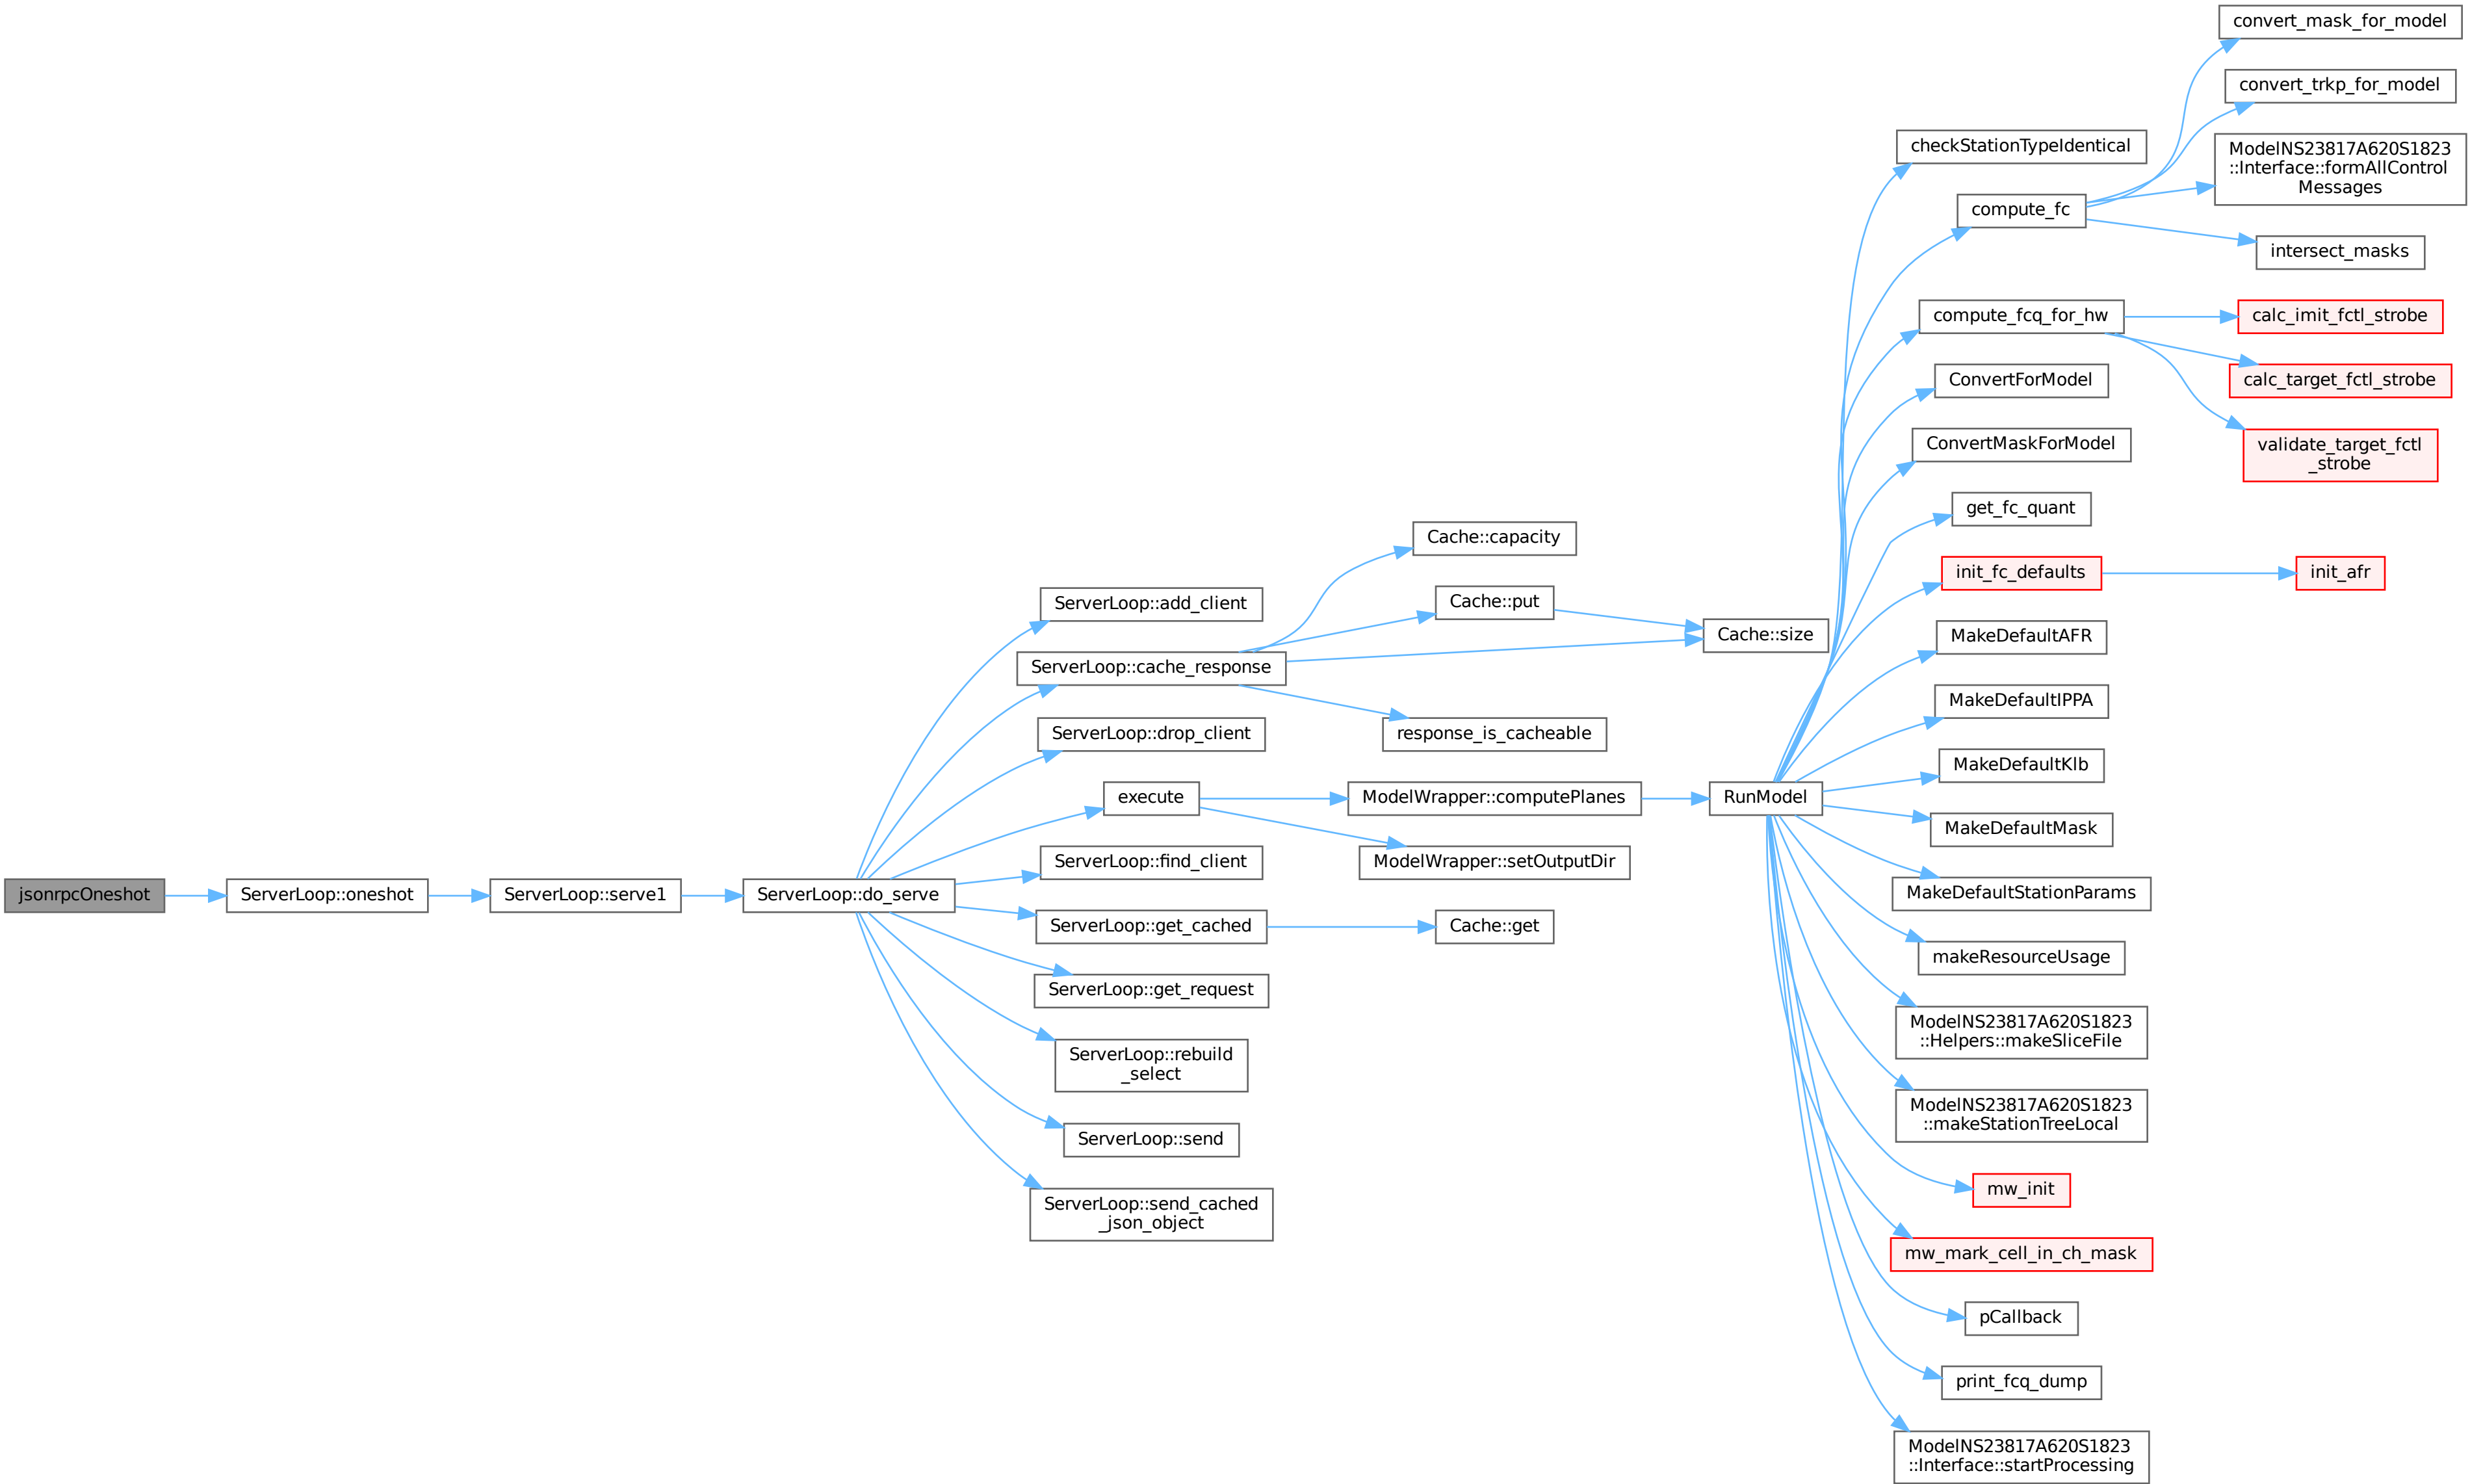 jsonrpcOneshot
ServerLoop::oneshot
ServerLoop::serve1
ServerLoop::do_serve
ServerLoop::add_client
ServerLoop::cache_response
ServerLoop::drop_client
execute
ServerLoop::find_client
ServerLoop::get_cached
ServerLoop::get_request
ServerLoop::rebuild
_select
ServerLoop::send
ServerLoop::send_cached
_json_object
Cache::capacity
Cache::put
response_is_cacheable
ModelWrapper::computePlanes
ModelWrapper::setOutputDir
Cache::get
Cache::size
RunModel
checkStationTypeIdentical
compute_fc
compute_fcq_for_hw
ConvertForModel
ConvertMaskForModel
get_fc_quant
init_fc_defaults
MakeDefaultAFR
MakeDefaultIPPA
MakeDefaultKlb
MakeDefaultMask
MakeDefaultStationParams
makeResourceUsage
ModelNS23817A620S1823
::Helpers::makeSliceFile
ModelNS23817A620S1823
::makeStationTreeLocal
mw_init
mw_mark_cell_in_ch_mask
pCallback
print_fcq_dump
ModelNS23817A620S1823
::Interface::startProcessing
convert_mask_for_model
convert_trkp_for_model
ModelNS23817A620S1823
::Interface::formAllControl
Messages
intersect_masks
calc_imit_fctl_strobe
calc_target_fctl_strobe
validate_target_fctl
_strobe
init_afr